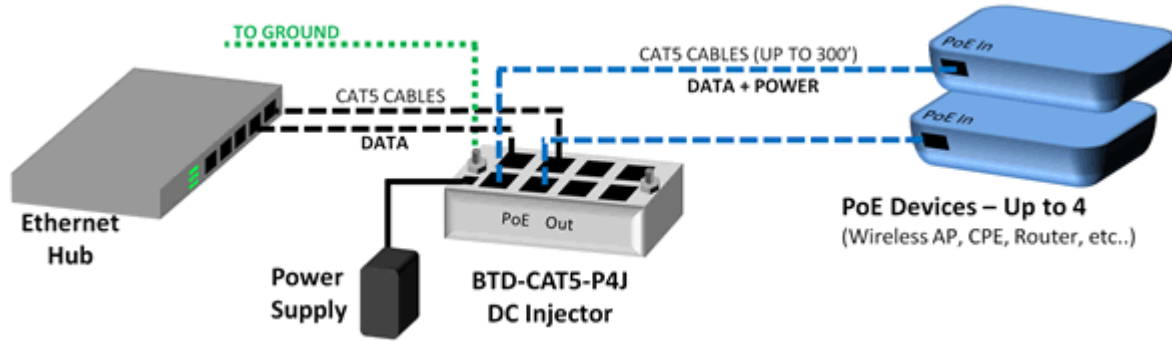 TO GROUND
PoE In
CAT5 CABLES (UP TO 300')
DATA + POWER
CAT5 CABLES
DATA
PoE In
PoE Out
Ethernet
Hub
Power
Supply
BTD-CAT5-P4J
DC Injector
PoE Devices – Up to 4
(Wireless AP, CPE, Router, etc..)